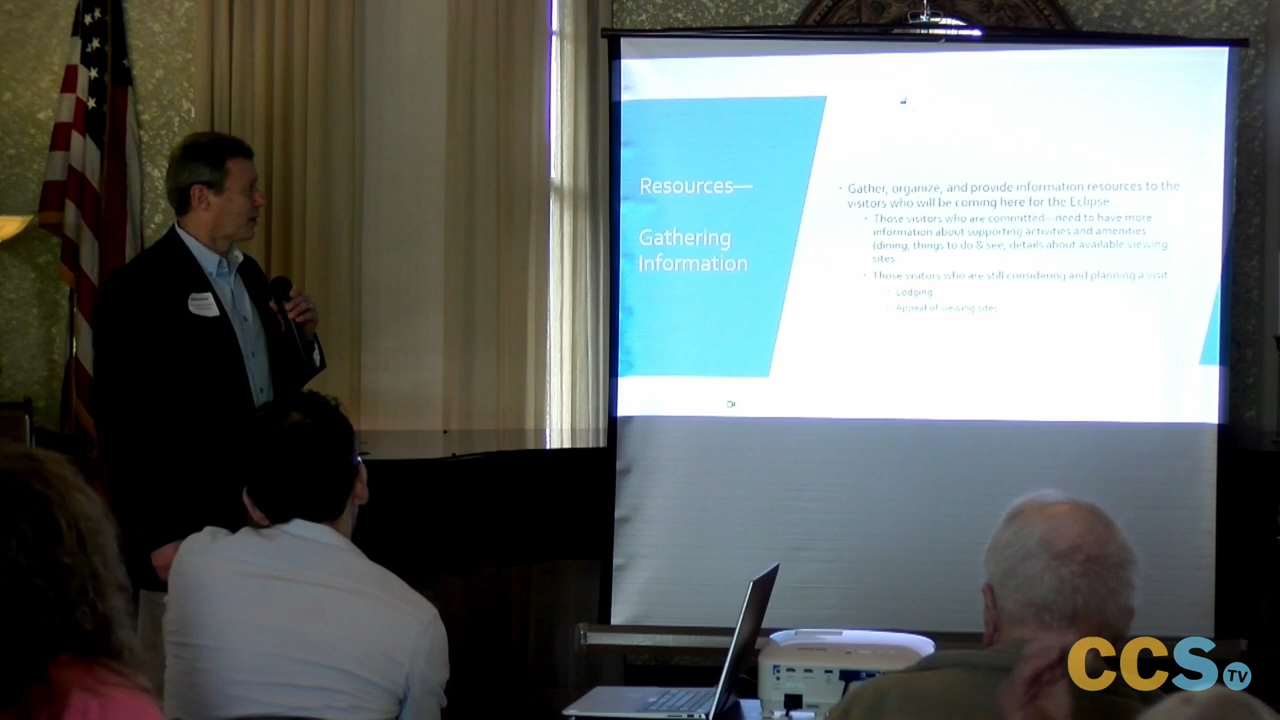 Resources—
Gathering
Information
Gather, organize, and provide information resources to the
visitors who will be coming here for the Eclipse
Those visitors who are committed—need to have more
information about supporting activities and amenities
(dining, things to do & see, details about available viewing
sites
Those visitors who are still considering and planning a visit
Lodging
Appeal of viewing sites
CCS TV